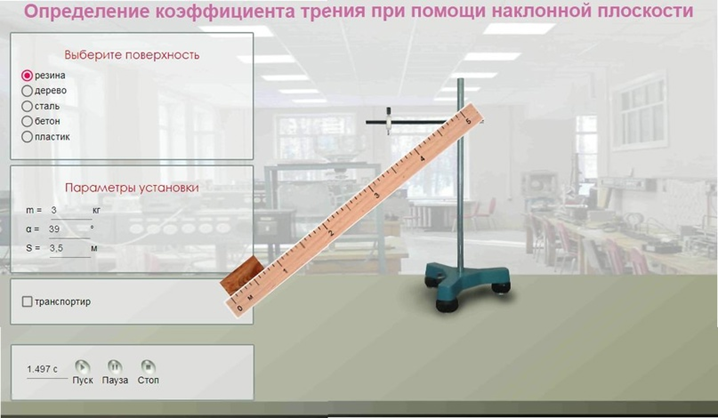 Определение коэффициента трения при помощи наклонной плоскости
Выберите поверхность
резина
дерево
сталь
бетон
пластик
Параметры установки
m = 3 кг
α = 39 °
S = 3,5 м
транспортир
1.497 с
Пуск Пауза Стоп
0 м 1 2 3 4 5